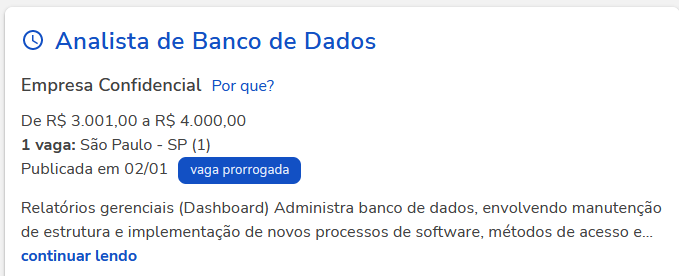 Analista de Banco de Dados
Empresa Confidencial Por que?
De R$ 3.001,00 a R$ 4.000,00
1 vaga: São Paulo - SP (1)
Publicada em 02/01 vaga prorrogada
Relatórios gerenciais (Dashboard) Administra banco de dados, envolvendo manutenção
de estrutura e implementação de novos processos de software, métodos de acesso e...
continuar lendo